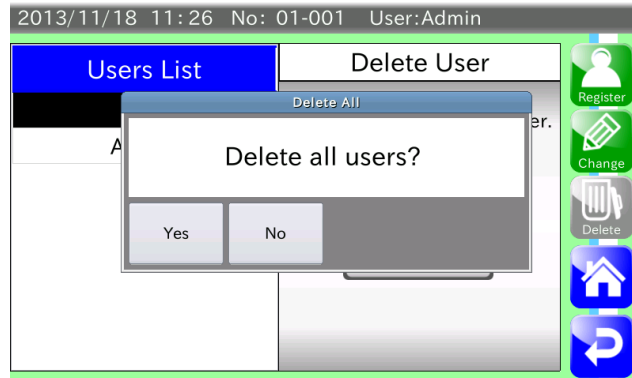 2013/11/18 11:26 No: 01-001 User:Admin
Users List
Delete User
Register
Delete All
er.
A
Delete all users?
Change
Yes
No
Delete